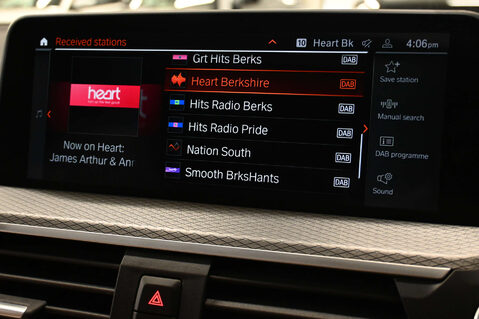 Received stations
10 Heart Bk 4:06pm
Grt Hits Berks DAB
Heart Berkshire DAB
Hits Radio Berks DAB
Hits Radio Pride DAB
Nation South DAB
Smooth BrksHants DAB
heart
Now on Heart:
James Arthur & An
Save station
Manual search
DAB programme
Sound